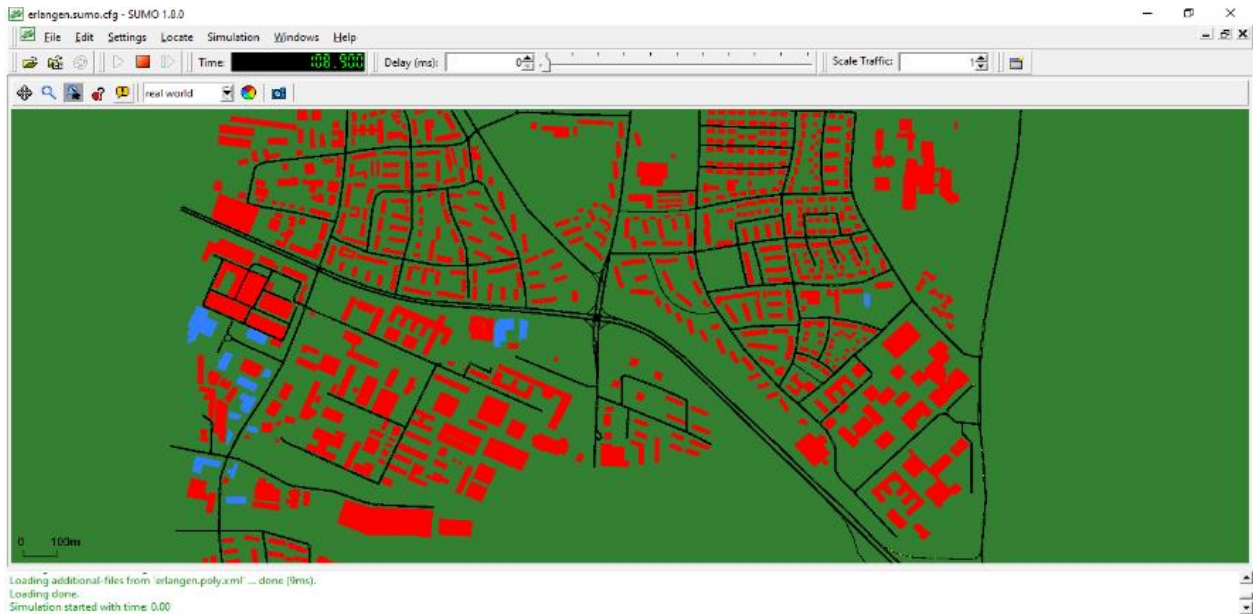 erlangen.sumo.cfg - SUMO 1.8.0
File Edit Settings Locate Simulation Windows Help
Time: 108.900 Delay (ms): 0 Scale Traffic: 1
real world
0 100m
Loading additional-files from 'erlangen.poly.xml' ... done (9ms).
Loading done.
Simulation started with time: 0.00